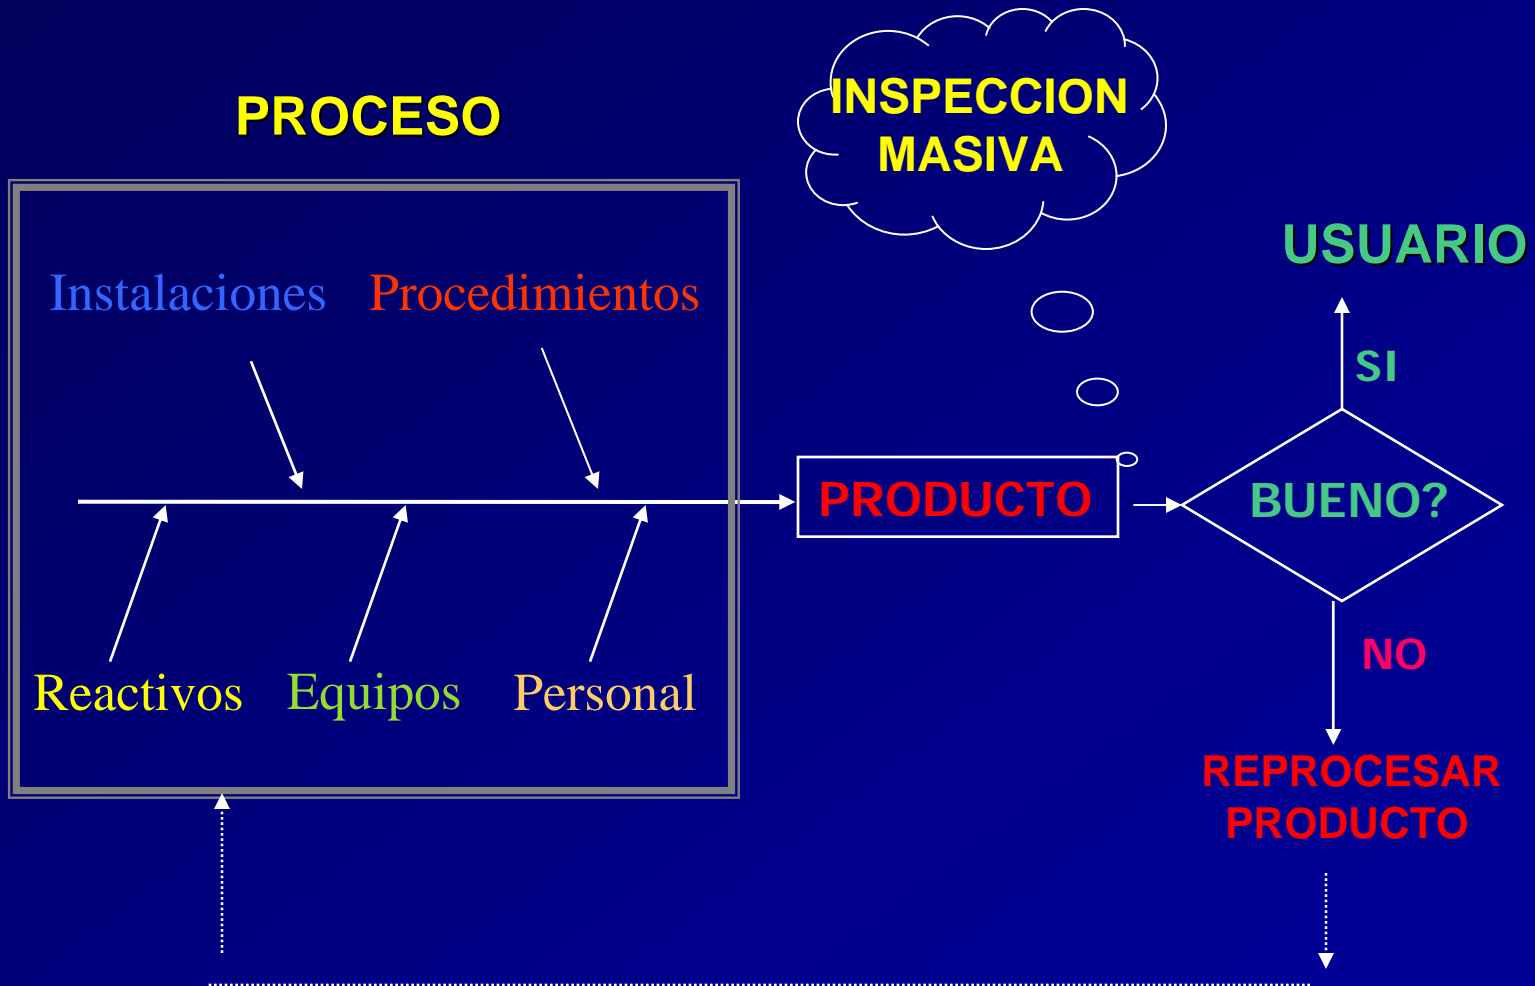 PROCESO
INSPECCION
MASIVA
USUARIO
Instalaciones
Procedimientos
SI
PRODUCTO
BUENO?
NO
Reactivos
Equipos
Personal
REPROCESAR
PRODUCTO